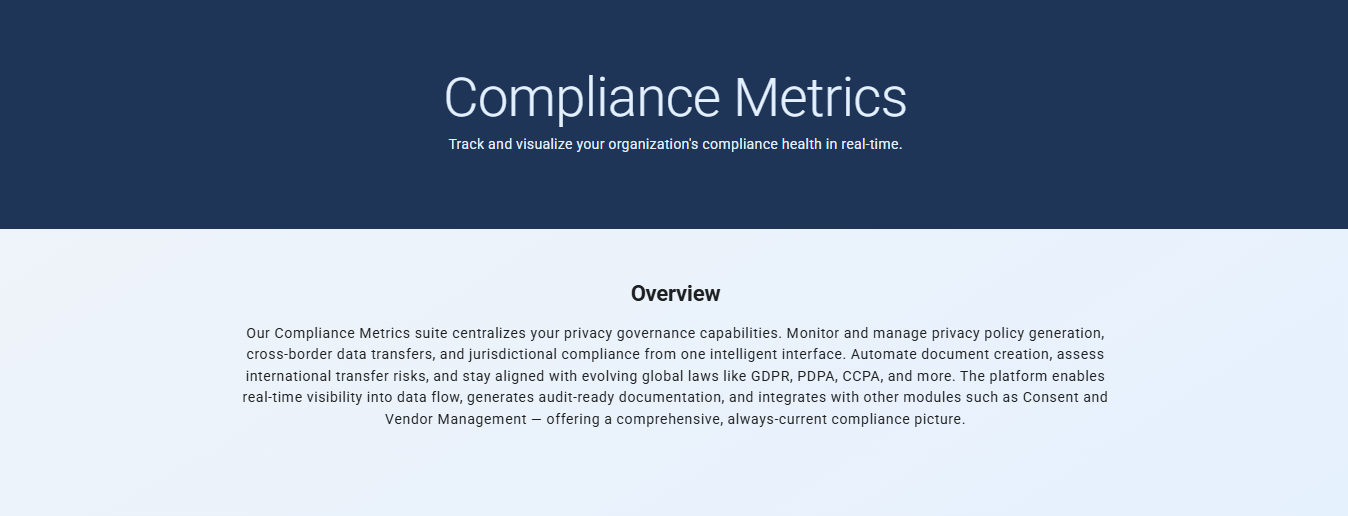 Compliance Metrics
Track and visualize your organization's compliance health in real-time.
Overview
Our Compliance Metrics suite centralizes your privacy governance capabilities. Monitor and manage privacy policy generation,
cross-border data transfers, and jurisdictional compliance from one intelligent interface. Automate document creation, assess
international transfer risks, and stay aligned with evolving global laws like GDPR, PDPA, CCPA, and more. The platform enables
real-time visibility into data flow, generates audit-ready documentation, and integrates with other modules such as Consent and
Vendor Management — offering a comprehensive, always-current compliance picture.